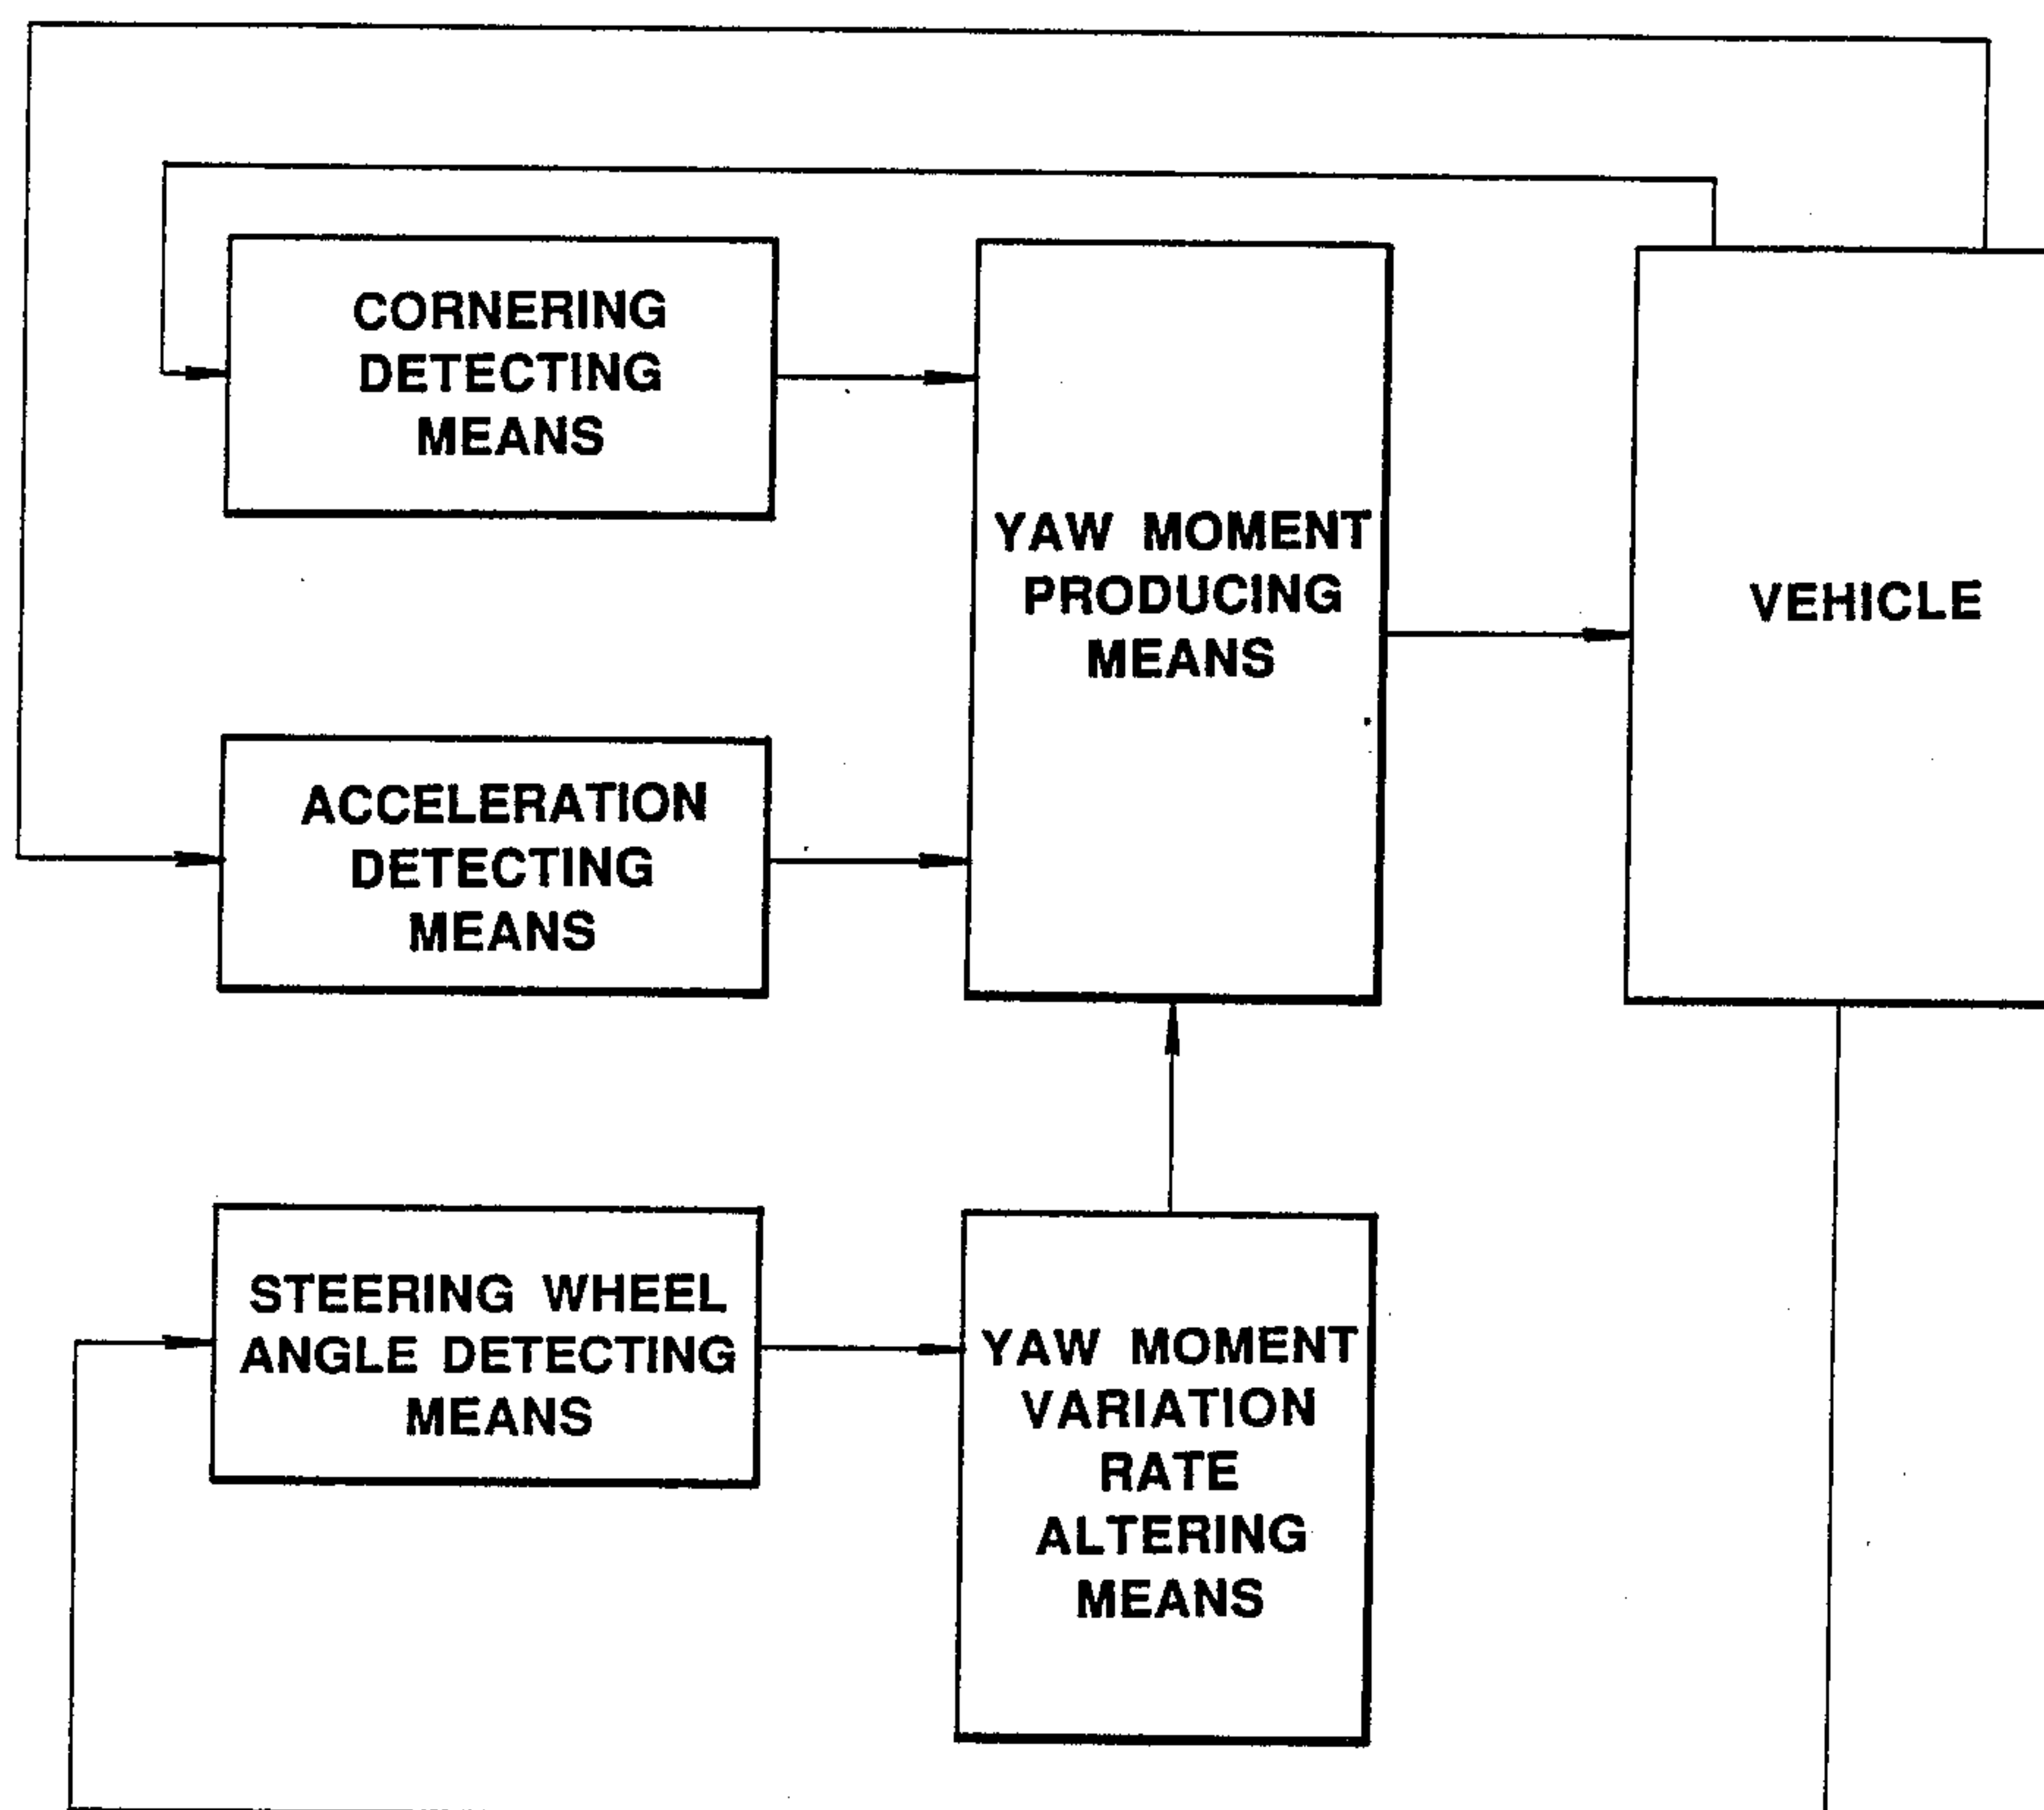 CORNERING
DETECTING
MEANS
YAW MOMENT
PRODUCING
MEANS
VEHICLE
ACCELERATION
DETECTING
MEANS
STEERING WHEEL
ANGLE DETECTING
MEANS
YAW MOMENT
VARIATION
RATE
ALTERING
MEANS